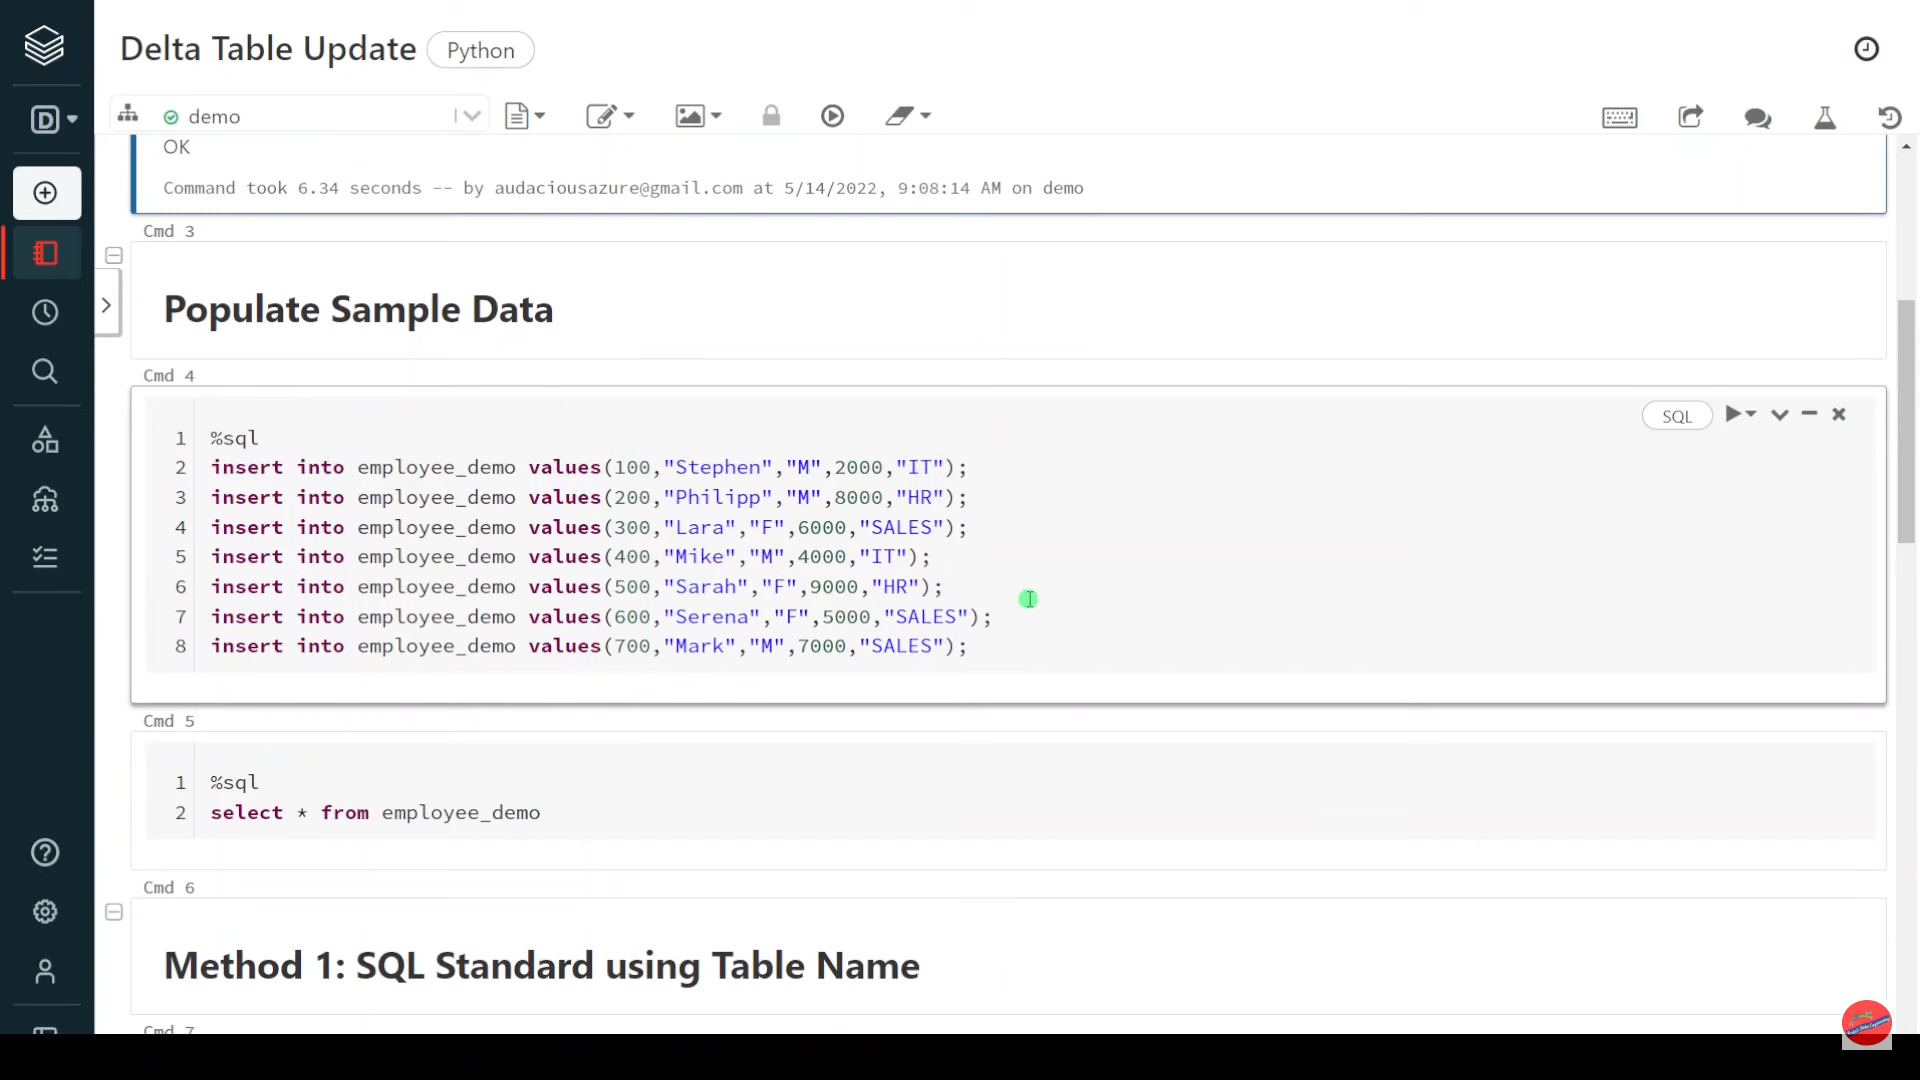 Delta Table Update Python
demo
OK
Command took 6.34 seconds -- by audaciousazure@gmail.com at 5/14/2022, 9:08:14 AM on demo
Cmd 3
Populate Sample Data
Cmd 4
SQL
1 %sql
2 insert into employee_demo values(100,"Stephen","M",2000,"IT");
3 insert into employee_demo values(200,"Philipp","M",8000,"HR");
4 insert into employee_demo values(300,"Lara","F",6000,"SALES");
5 insert into employee_demo values(400,"Mike","M",4000,"IT");
6 insert into employee_demo values(500,"Sarah","F",9000,"HR");
7 insert into employee_demo values(600,"Serena","F",5000,"SALES");
8 insert into employee_demo values(700,"Mark","M",7000,"SALES");
Cmd 5
1 %sql
2 select * from employee_demo
Cmd 6
Method 1: SQL Standard using Table Name
Cmd 7